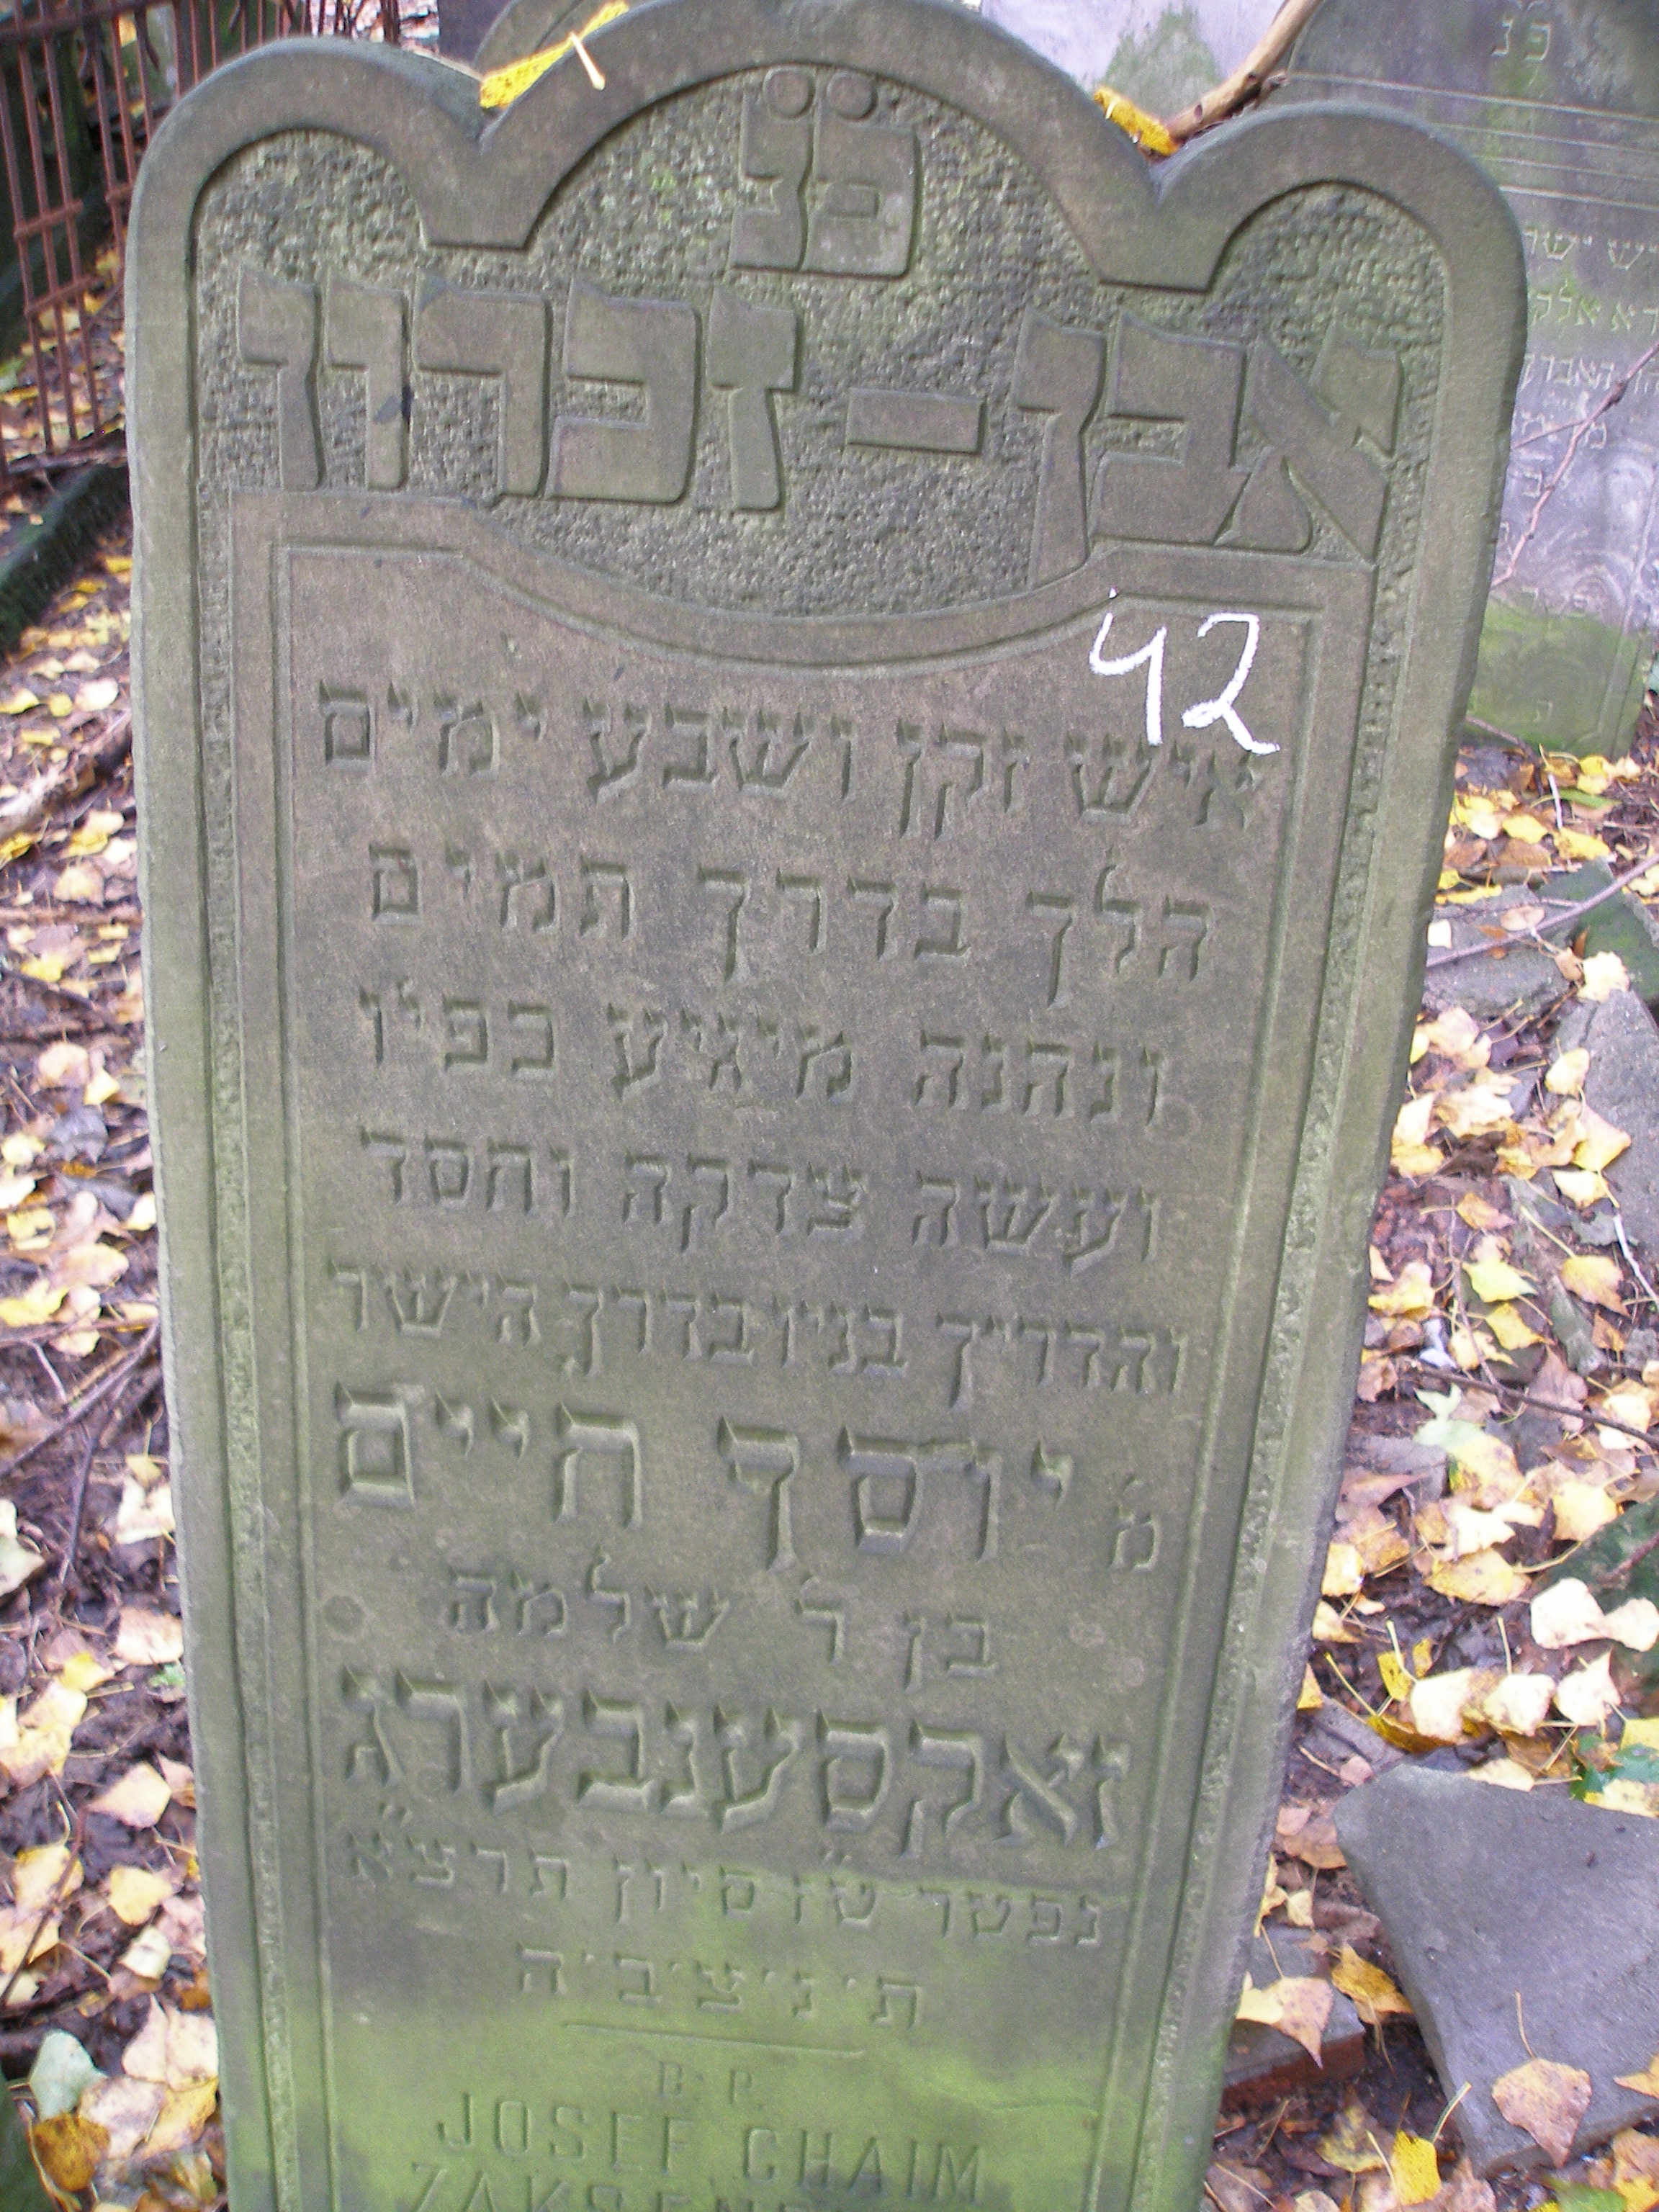 פנ
אבן - זכרון
42
איש זקן ושבע ימים
הלך בדרך תמים
ונהנה מיגיע כפיו
ועשה צדקה וחסד
והדריך בניו בדרך הישר
מ' יוסף חיים
בן ר' שלמה
זאקסענבערג
נפטר ט"ו סיון תרצ"א
ת'נ'צ'ב'ה
B. P.
JOSEF CHAIM